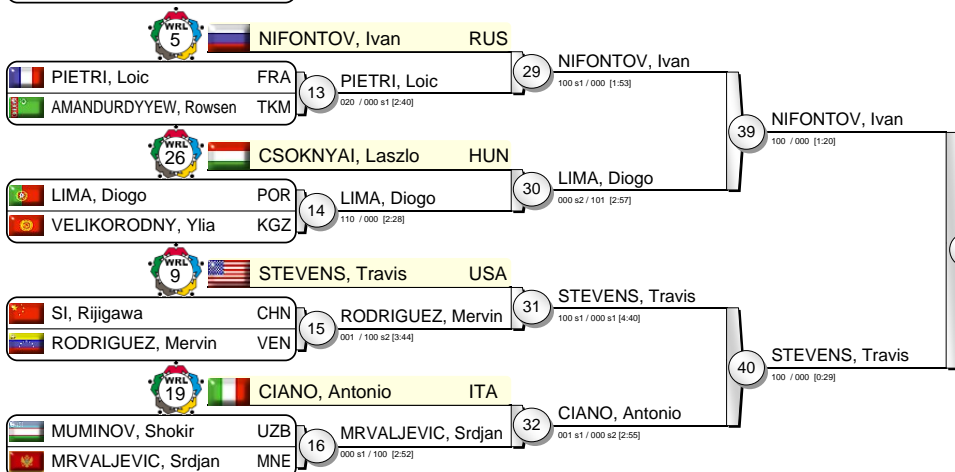 WRL
5
NIFONTOV, Ivan RUS
PIETRI, Loic FRA
AMANDURDYYEW, Rowsen TKM
13
PIETRI, Loic
020 / 000 s1 [2:40]
29
NIFONTOV, Ivan
100 s1 / 000 [1:53]
WRL
26
CSOKNYAI, Laszlo HUN
LIMA, Diogo POR
VELIKORODNY, Ylia KGZ
14
LIMA, Diogo
110 / 000 [2:28]
30
LIMA, Diogo
000 s2 / 101 [2:57]
39
NIFONTOV, Ivan
100 / 000 [1:20]
WRL
9
STEVENS, Travis USA
SI, Rijigawa CHN
RODRIGUEZ, Mervin VEN
15
RODRIGUEZ, Mervin
001 / 100 s2 [3:44]
31
STEVENS, Travis
100 s1 / 000 s1 [4:40]
WRL
19
CIANO, Antonio ITA
MUMINOV, Shokir UZB
MRVALJEVIC, Srdjan MNE
16
MRVALJEVIC, Srdjan
000 s1 / 100 [2:52]
32
CIANO, Antonio
001 s1 / 000 s2 [2:55]
40
STEVENS, Travis
100 / 000 [0:29]